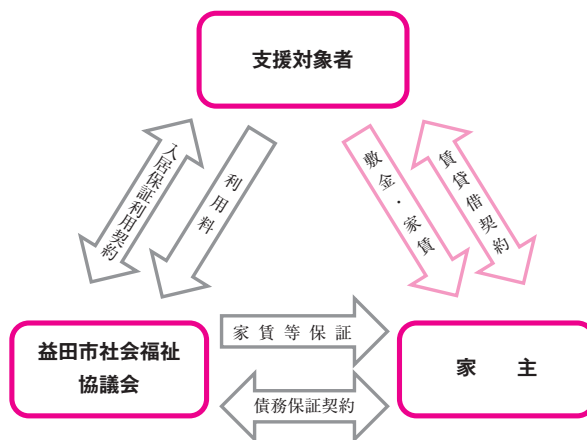 支援対象者
入居保証利用契約
利用料
敷金・家賃
賃貸借契約
益田市社会福祉
協議会
家賃等保証
債務保証契約
家　主